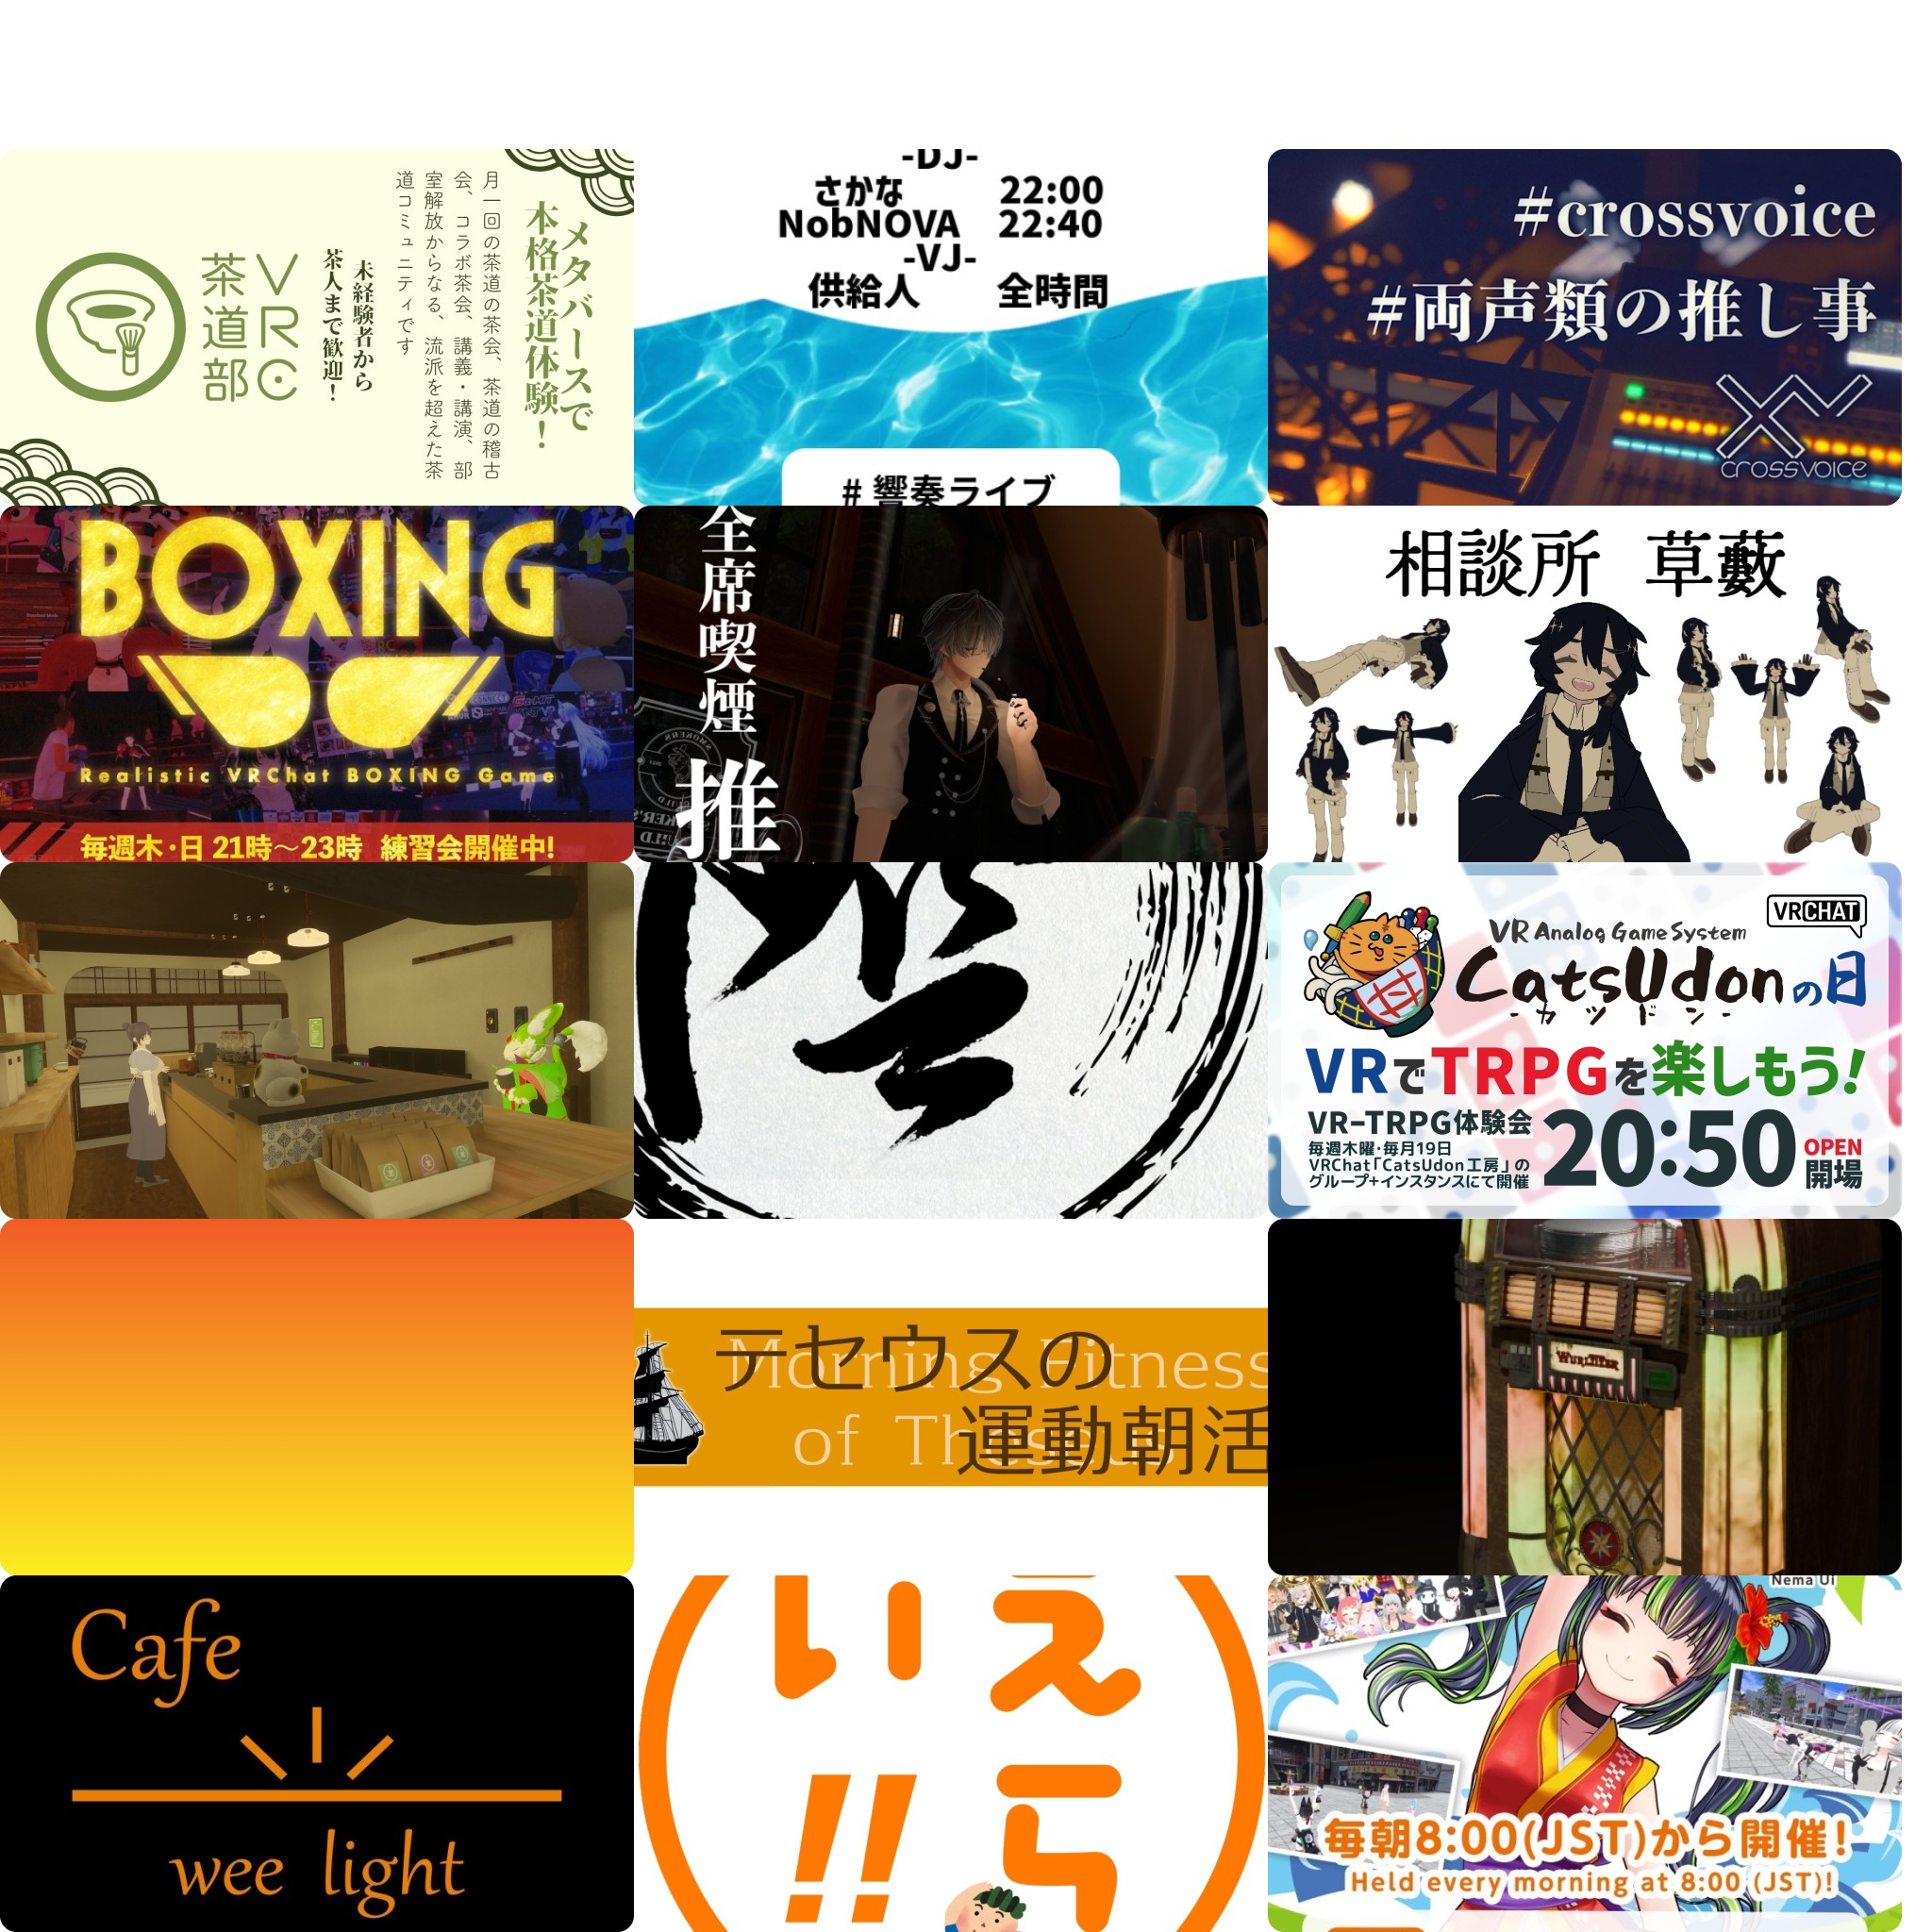 メタバースで
本格茶道体験！
月一回の茶道の茶会、茶道の稽古
会、コラボ茶会、講義・講演、部
室解放からなる、流派を超えた茶
道コミュニティです
未経験者から
茶人まで歓迎！
VRC
茶道部
-DJ-
さかな 22:00
NobNOVA 22:40
-VJ-
供給人 全時間
#響奏ライブ
#crossvoice
#両声類の推し事
crossvoice
BOXING
Realistic VRChat BOXING Game
毎週木・日 21時～23時 練習会開催中!
全席喫煙
推
相談所 草藪
VRCHAT
VR Analog Game System
CatsUdonの日
-カツドン-
VRでTRPGを楽しもう!
VR-TRPG体験会
毎週木曜・毎月19日
VRChat「CatsUdon工房」の
グループ+インスタンスにて開催
20:50
OPEN
開場
テセウスの
Morning Fitness
運動朝活
of Theseus
WURLITZER
Cafe
wee light
えら
い!!
Nema Ui
毎朝8:00(JST)から開催!
Held every morning at 8:00 (JST)!